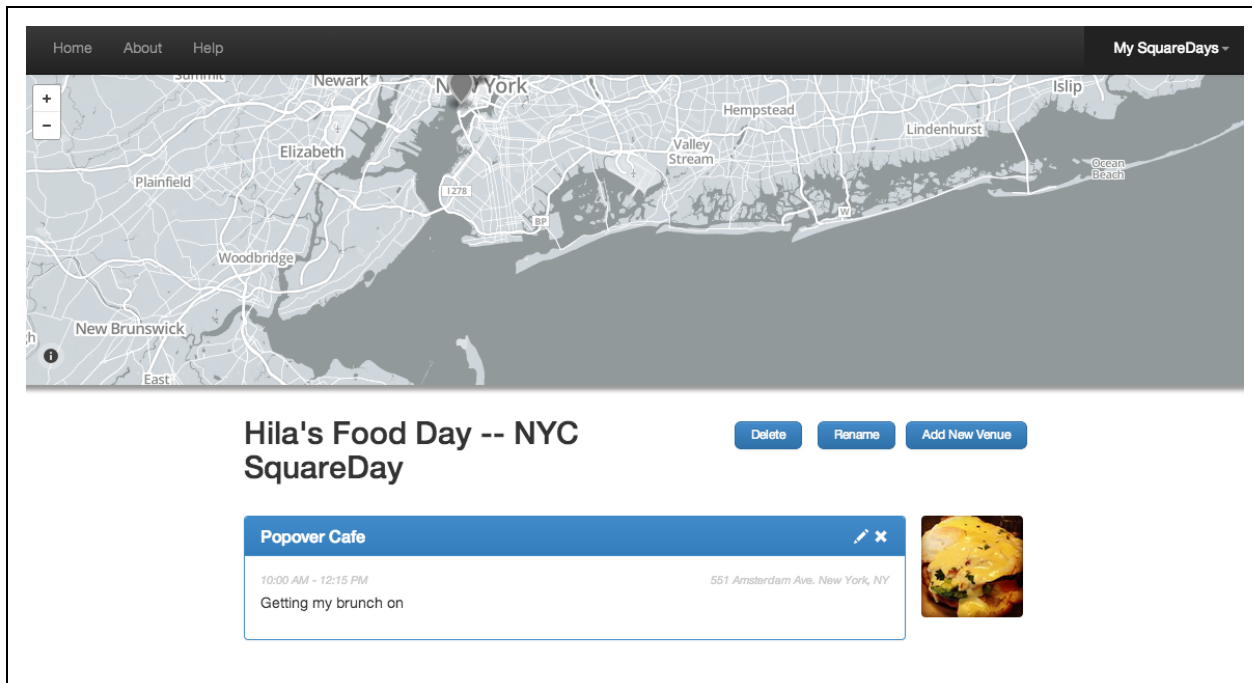 Home About Help My SquareDays
Summit Newark New York Islip
+
Hempstead
−
Lindenhurst
Valley
Stream
Elizabeth
Ocean
Beach
Plainfield
1278
W
BP
Woodbridge
New Brunswick
East
Hila's Food Day -- NYC
SquareDay
Delete Rename Add New Venue
Popover Cafe
10:00 AM - 12:15 PM 551 Amsterdam Ave. New York, NY
Getting my brunch on